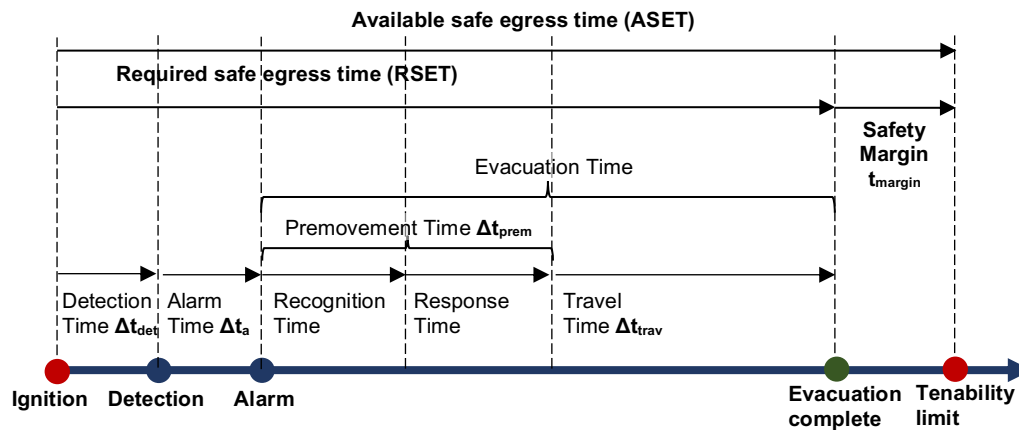 Available safe egress time (ASET)
Required safe egress time (RSET)
Safety
Margin
tmargin
Evacuation Time
Premovement Time Δtprem
Detection
Time Δtdet
Alarm
Time Δta
Recognition
Time
Response
Time
Travel
Time Δttrav
Ignition
Detection
Alarm
Evacuation
complete
Tenability
limit